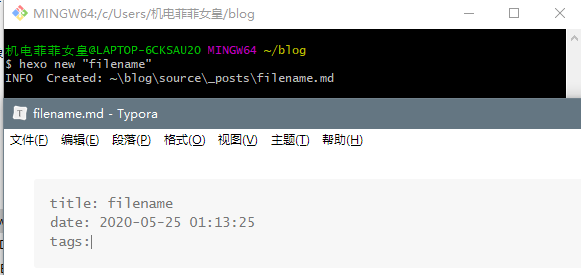 MINGW64:/c/Users/机电菲菲女皇/blog
机电菲菲女皇@LAPTOP-6CKSAU2O MINGW64 ~/blog
$ hexo new "filename"
INFO  Created: ~\blog\source\_posts\filename.md
T filename.md - Typora
文件(F) 编辑(E) 段落(P) 格式(O) 视图(V) 主题(T) 帮助(H)
title: filename
date: 2020-05-25 01:13:25
tags: